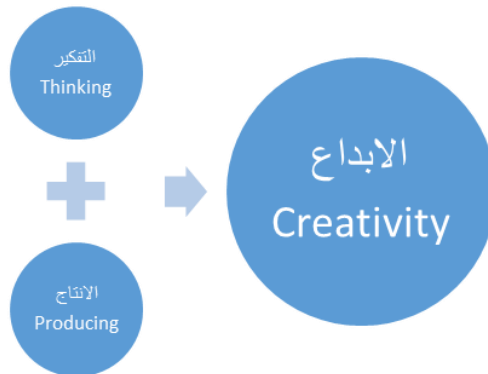 التفكير
Thinking
الانتاج
Producing
الابداع
Creativity